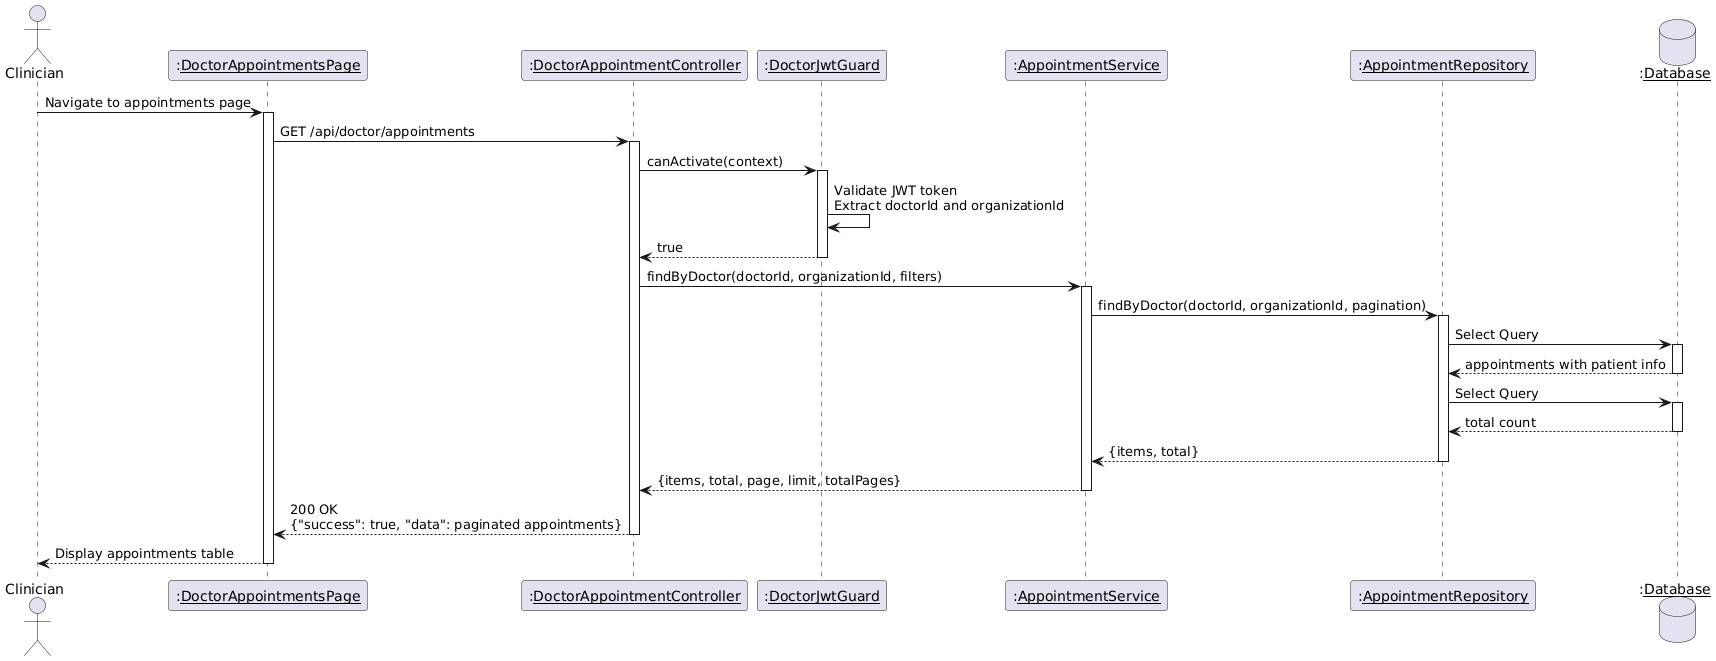 Clinician
:DoctorAppointmentsPage
:DoctorAppointmentController
:DoctorJwtGuard
:AppointmentService
:AppointmentRepository
:Database
Navigate to appointments page
GET /api/doctor/appointments
canActivate(context)
Validate JWT token
Extract doctorId and organizationId
true
findByDoctor(doctorId, organizationId, filters)
findByDoctor(doctorId, organizationId, pagination)
Select Query
appointments with patient info
Select Query
total count
{items, total}
{items, total, page, limit, totalPages}
200 OK
{"success": true, "data": paginated appointments}
Display appointments table
Clinician
:DoctorAppointmentsPage
:DoctorAppointmentController
:DoctorJwtGuard
:AppointmentService
:AppointmentRepository
:Database